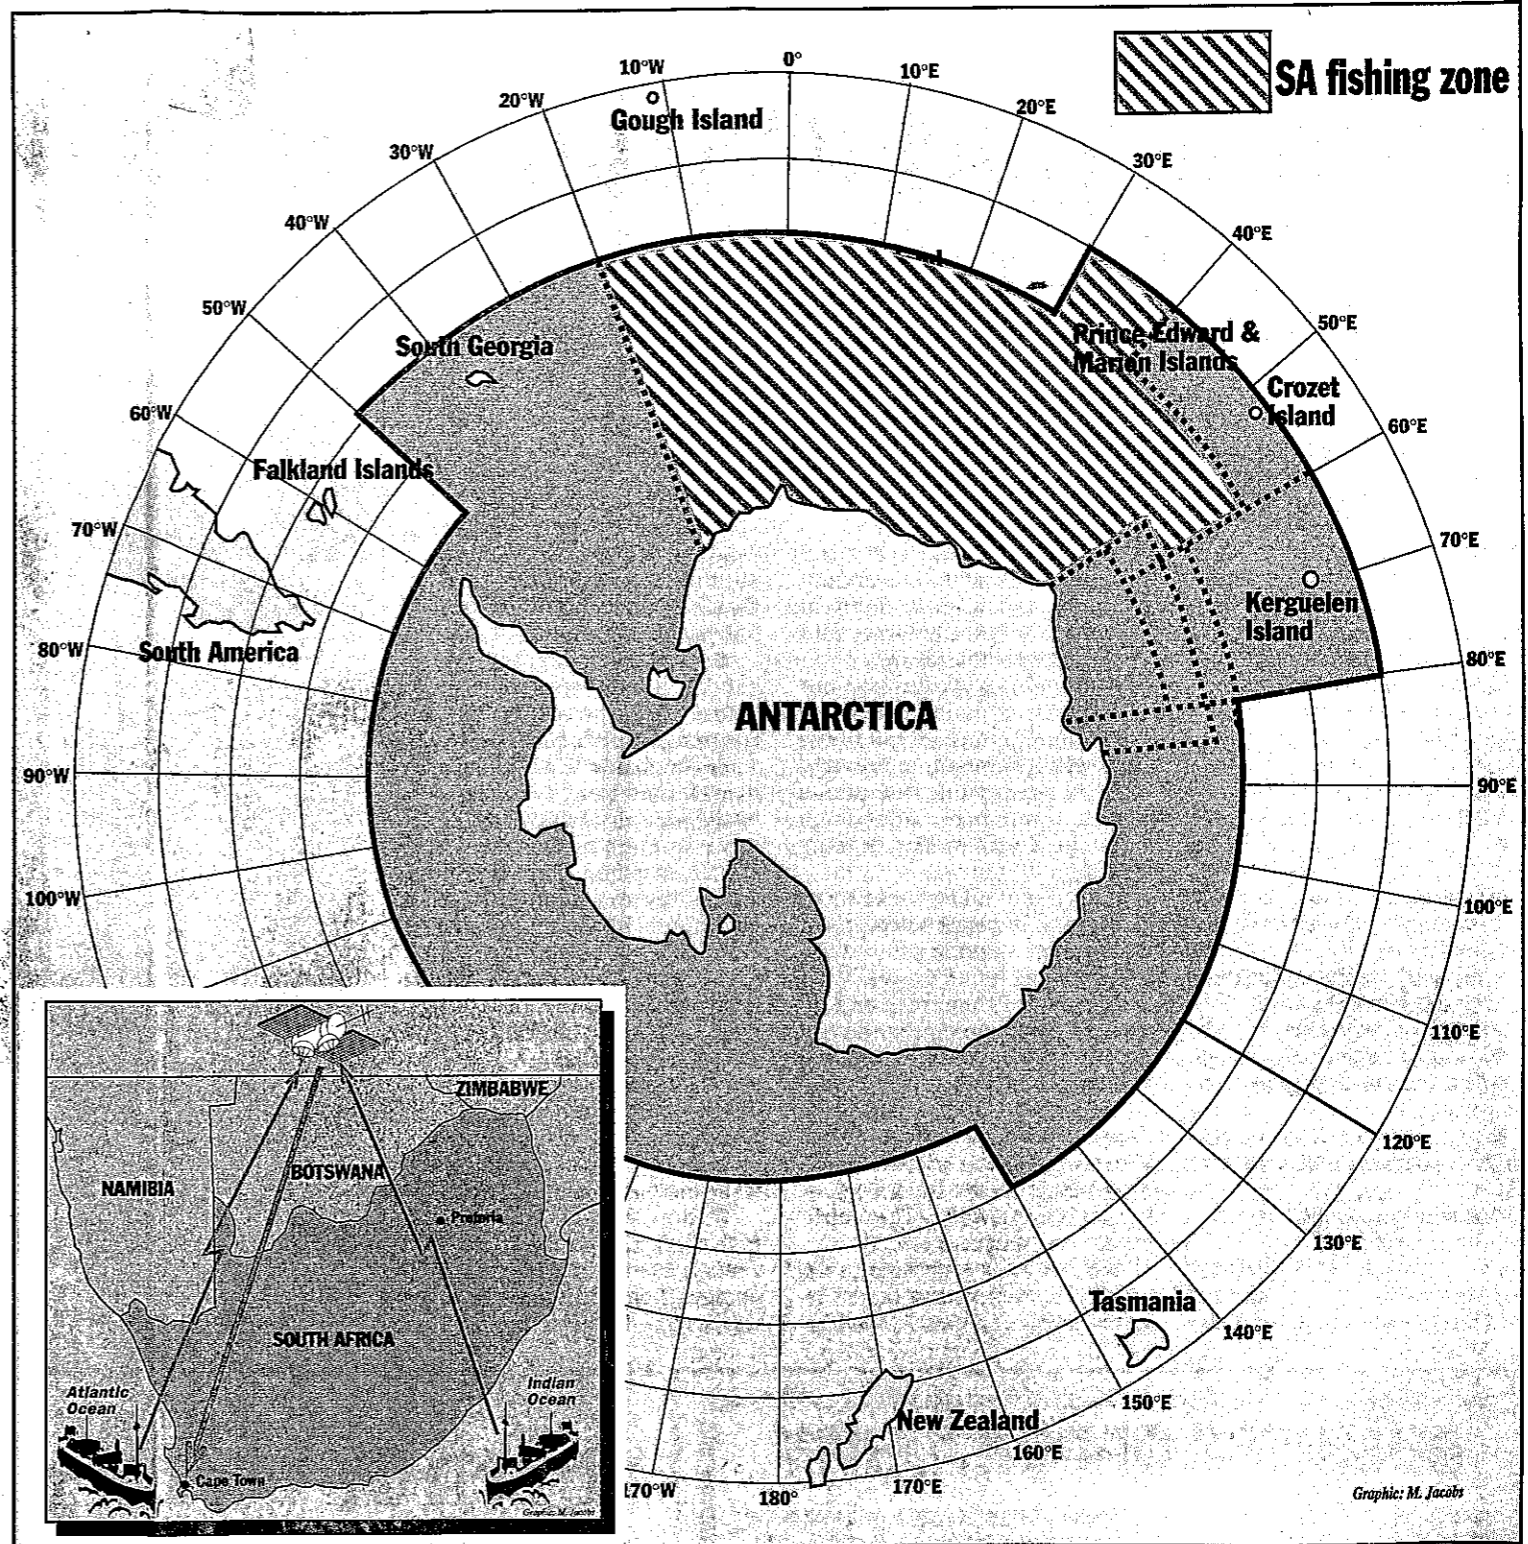 SA fishing zone
0°
10°W
10°E
20°W
20°E
Gough Island
30°W
30°E
40°W
40°E
50°W
50°E
South Georgia
Prince Edward &
Marion Islands
Crozet
Island
60°W
60°E
Falkland Islands
70°W
70°E
Kerguelen
Island
80°W
South America
80°E
ANTARCTICA
90°W
90°E
100°W
100°E
110°E
120°E
130°E
Tasmania
140°E
150°E
New Zealand
160°E
170°W
180°
170°E
Graphic: M. Jacobs
ZIMBABWE
BOTSWANA
NAMIBIA
Pretoria
SOUTH AFRICA
Atlantic
Ocean
Indian
Ocean
Cape Town
Graphic: M. Jacobs